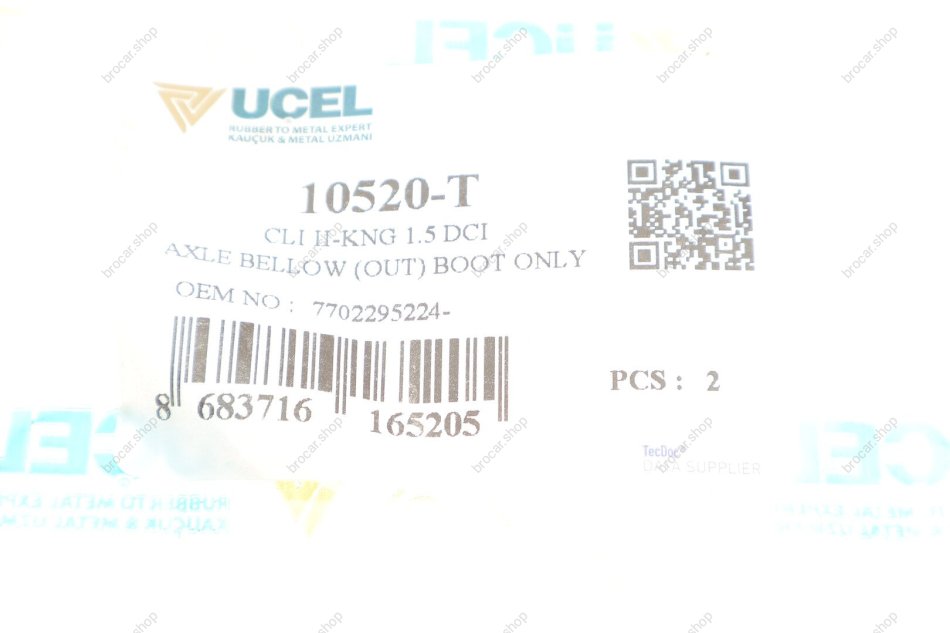 UCEL
RUBBER TO METAL EXPERT
KAUÇUK & METAL UZMANI
10520-T
CLI II-KNG 1.5 DCI
AXLE BELLOW (OUT) BOOT ONLY
OEM NO : 7702295224-
8 683716 165205
PCS : 2
TecDoc
DATA SUPPLIER
brocar.shop